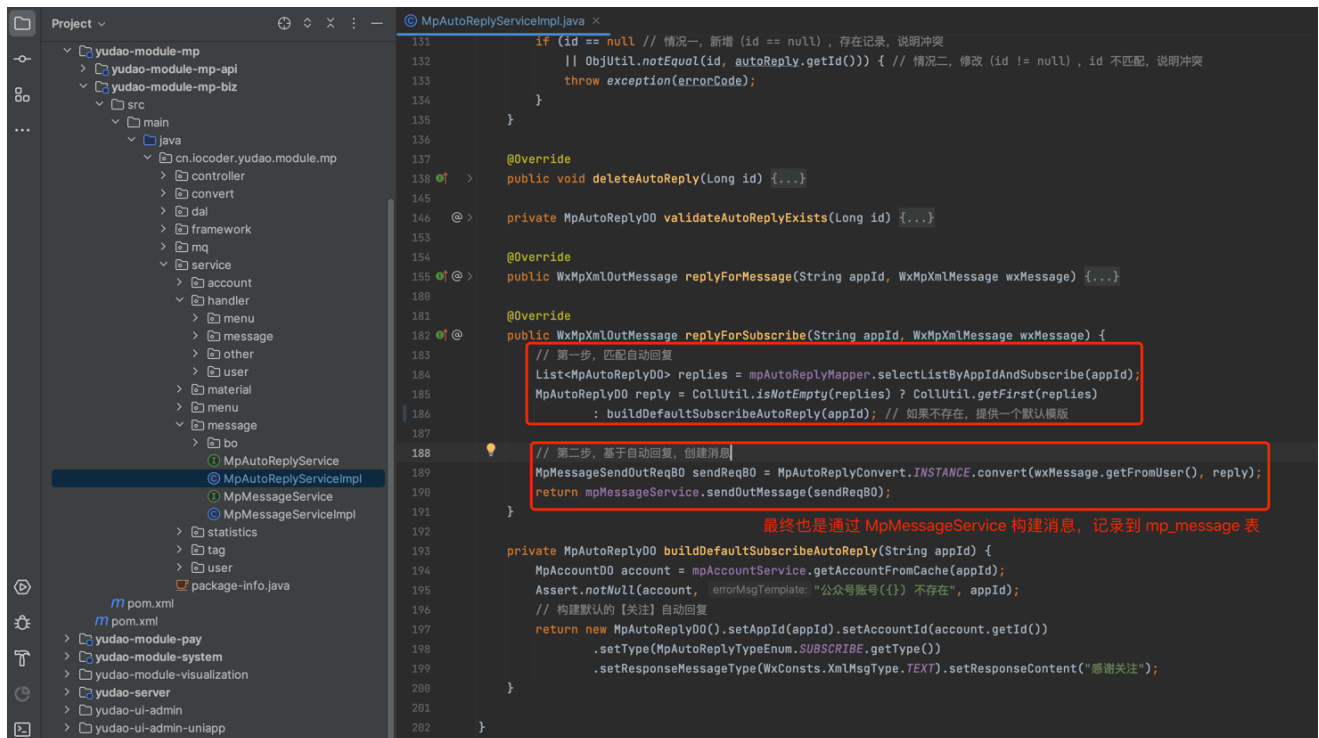 Project
yudao-module-mp
yudao-module-mp-api
yudao-module-mp-biz
src
main
java
cn.iocoder.yudao.module.mp
controller
convert
dal
framework
mq
service
account
handler
menu
message
other
user
material
menu
message
bo
MpAutoReplyService
MpAutoReplyServiceImpl
MpMessageService
MpMessageServiceImpl
statistics
tag
user
package-info.java
pom.xml
pom.xml
yudao-module-pay
yudao-module-system
yudao-module-visualization
yudao-server
yudao-ui-admin
yudao-ui-admin-uniapp
MpAutoReplyServiceImpl.java
131 if (id == null // 情况一，新增（id == null），存在记录，说明冲突
132 || ObjUtil.notEqual(id, autoReply.getId())) { // 情况二，修改（id != null），id 不匹配，说明冲突
133 throw exception(errorCode);
134 }
135 }
136
137 @Override
138 public void deleteAutoReply(Long id) {...}
145
146 private MpAutoReplyDO validateAutoReplyExists(Long id) {...}
153
154 @Override
155 public WxMpXmlOutMessage replyForMessage(String appId, WxMpXmlMessage wxMessage) {...}
180
181 @Override
182 public WxMpXmlOutMessage replyForSubscribe(String appId, WxMpXmlMessage wxMessage) {
183 // 第一步，匹配自动回复
184 List<MpAutoReplyDO> replies = mpAutoReplyMapper.selectListByAppIdAndSubscribe(appId);
185 MpAutoReplyDO reply = CollUtil.isNotEmpty(replies) ? CollUtil.getFirst(replies)
186 : buildDefaultSubscribeAutoReply(appId); // 如果不存在，提供一个默认模版
187
188 // 第二步，基于自动回复，创建消息
189 MpMessageSendOutReqBO sendReqBO = MpAutoReplyConvert.INSTANCE.convert(wxMessage.getFromUser(), reply);
190 return mpMessageService.sendOutMessage(sendReqBO);
191 }
最终也是通过 MpMessageService 构建消息，记录到 mp_message 表
192
193 private MpAutoReplyDO buildDefaultSubscribeAutoReply(String appId) {
194 MpAccountDO account = mpAccountService.getAccountFromCache(appId);
195 Assert.notNull(account, errorMsgTemplate: "公众号账号({}) 不存在", appId);
196 // 构建默认的【关注】自动回复
197 return new MpAutoReplyDO().setAppId(appId).setAccountId(account.getId())
198 .setType(MpAutoReplyTypeEnum.SUBSCRIBE.getType())
199 .setResponseMessageType(WxConsts.XmlMsgType.TEXT).setResponseContent("感谢关注");
200 }
201
202 }